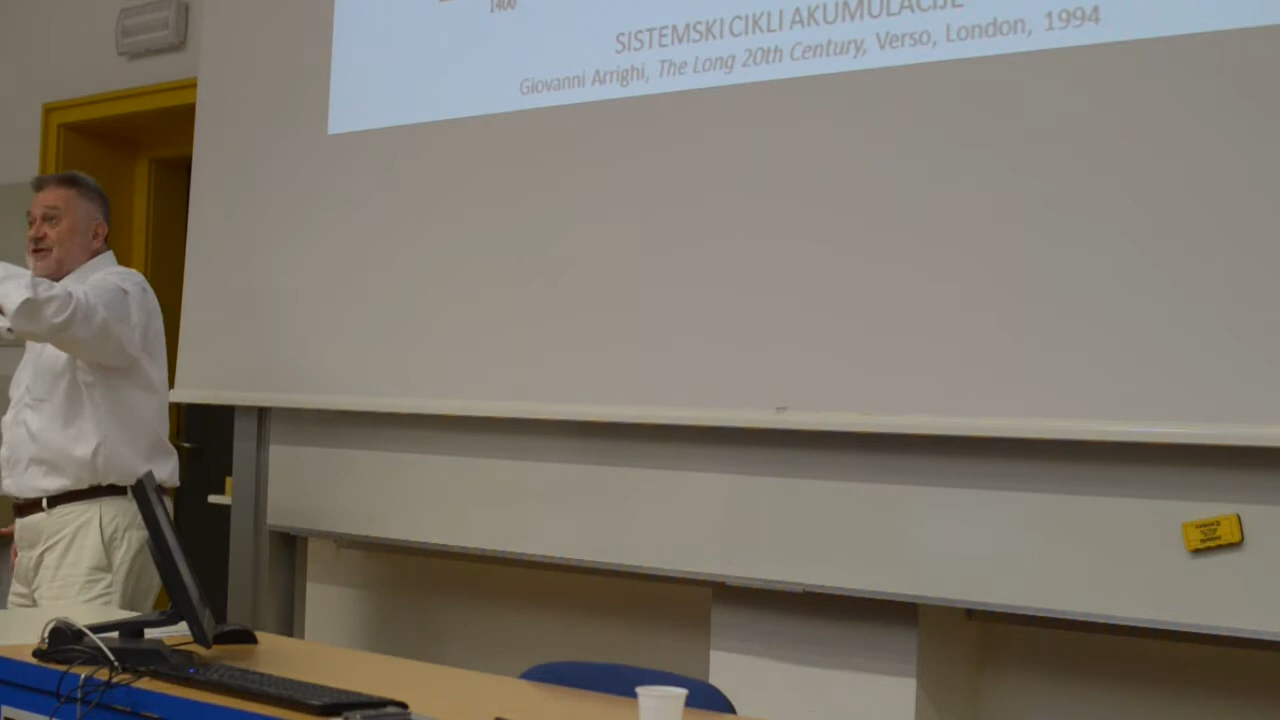 1400
SISTEMSKI CIKLI AKUMULACIJE
Giovanni Arrighi, The Long 20th Century, Verso, London, 1994